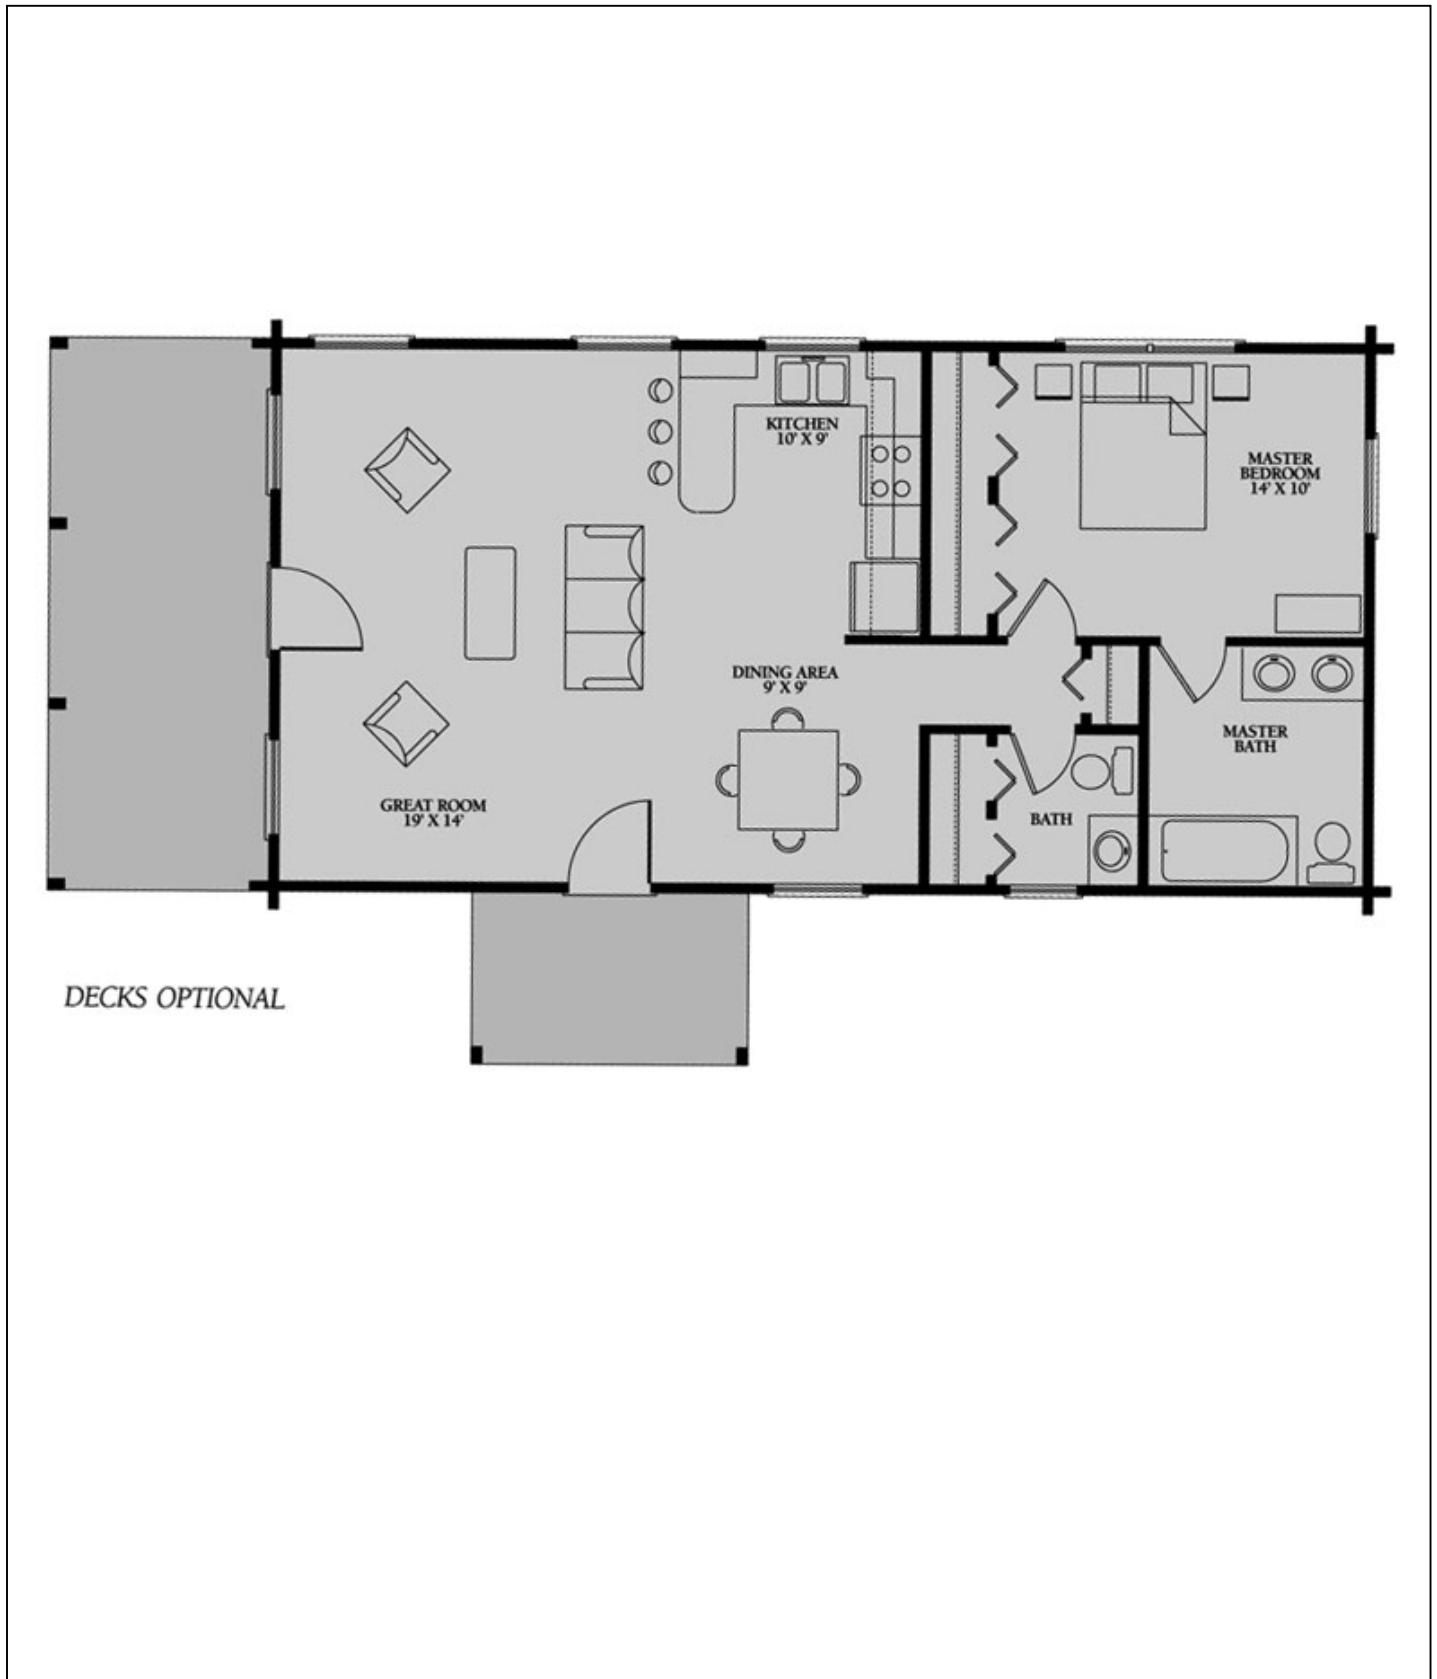 KITCHEN
10' X 9'
MASTER
BEDROOM
14' X 10'
DINING AREA
9' X 9'
MASTER
BATH
GREAT ROOM
19' X 14'
BATH
DECKS OPTIONAL